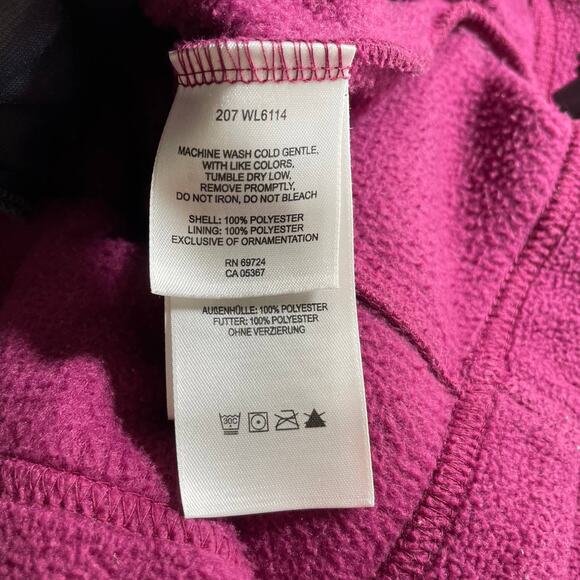 207 WL6114
MACHINE WASH COLD GENTLE,
WITH LIKE COLORS,
TUMBLE DRY LOW,
REMOVE PROMPTLY,
DO NOT IRON, DO NOT BLEACH
SHELL: 100% POLYESTER
LINING: 100% POLYESTER
EXCLUSIVE OF ORNAMENTATION
RN 69724
CA 05367
AUßENHÜLLE: 100% POLYESTER
FUTTER: 100% POLYESTER
OHNE VERZIERUNG
30C